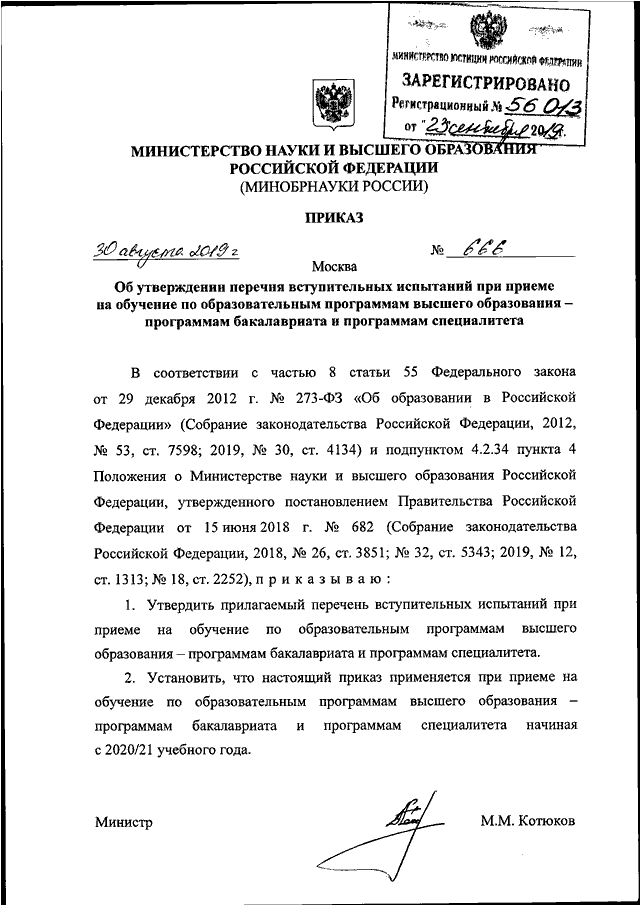 МИНИСТЕРСТВО ЮСТИЦИИ РОССИЙСКОЙ ФЕДЕРАЦИИ
ЗАРЕГИСТРИРОВАНО
Регистрационный № 56013
от "23 сентября 2019г.
МИНИСТЕРСТВО НАУКИ И ВЫСШЕГО ОБРАЗОВАНИЯ
РОССИЙСКОЙ ФЕДЕРАЦИИ
(МИНОБРНАУКИ РОССИИ)
ПРИКАЗ
30 августа 2019 г № 666
Москва
Об утверждении перечня вступительных испытаний при приеме
на обучение по образовательным программам высшего образования –
программам бакалавриата и программам специалитета
В соответствии с частью 8 статьи 55 Федерального закона
от 29 декабря 2012 г. № 273-ФЗ «Об образовании в Российской
Федерации» (Собрание законодательства Российской Федерации, 2012,
№ 53, ст. 7598; 2019, № 30, ст. 4134) и подпунктом 4.2.34 пункта 4
Положения о Министерстве науки и высшего образования Российской
Федерации, утвержденного постановлением Правительства Российской
Федерации от 15 июня 2018 г. № 682 (Собрание законодательства
Российской Федерации, 2018, № 26, ст. 3851; № 32, ст. 5343; 2019, № 12,
ст. 1313; № 18, ст. 2252), п р и к а з ы в а ю :
1. Утвердить прилагаемый перечень вступительных испытаний при
приеме на обучение по образовательным программам высшего
образования – программам бакалавриата и программам специалитета.
2. Установить, что настоящий приказ применяется при приеме на
обучение по образовательным программам высшего образования –
программам бакалавриата и программам специалитета начиная
с 2020/21 учебного года.
Министр М.М. Котюков